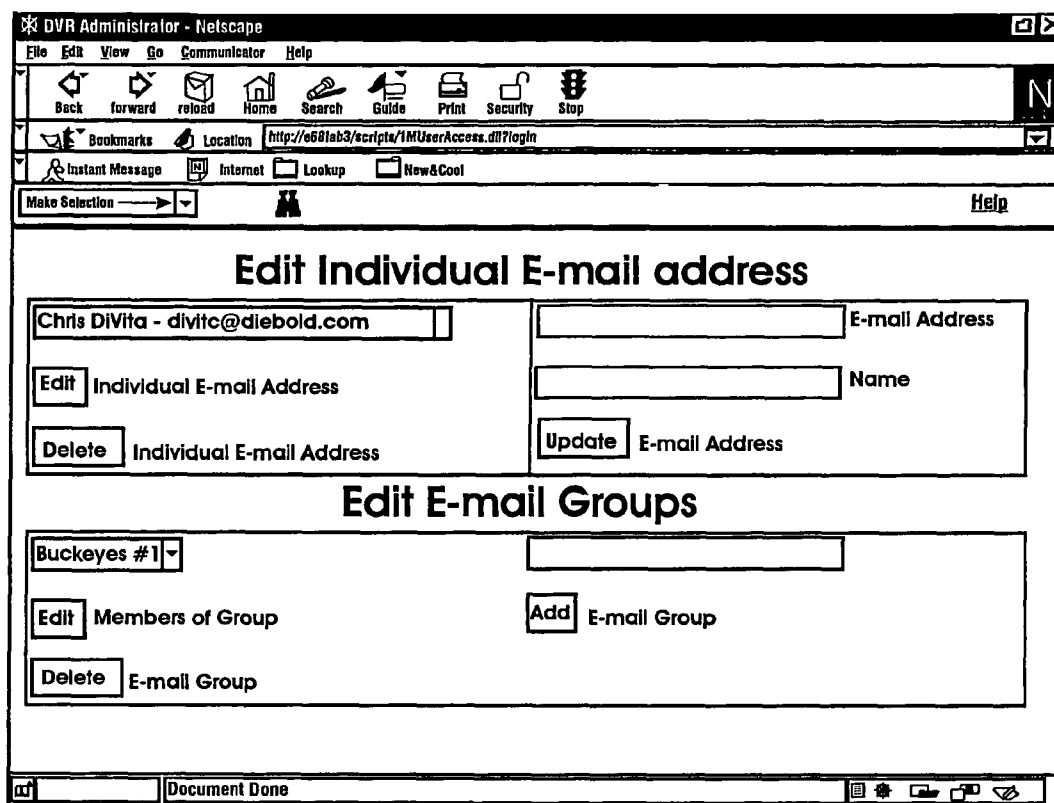 DVR Administrator - Netscape
File Edit View Go Communicator Help
Back forward reload Home Search Guide Print Security Stop
N
Bookmarks Location http://e681ab3/scripts/1MUserAccess.dll?login
Instant Message Internet Lookup New&Cool
Make Selection Help
Edit Individual E-mail address
Chris DiVita - divitc@diebold.com
E-mail Address
Edit Individual E-mail Address
Name
Delete Individual E-mail Address
Update E-mail Address
Edit E-mail Groups
Buckeyes #1
Edit Members of Group
Add E-mail Group
Delete E-mail Group
Document Done